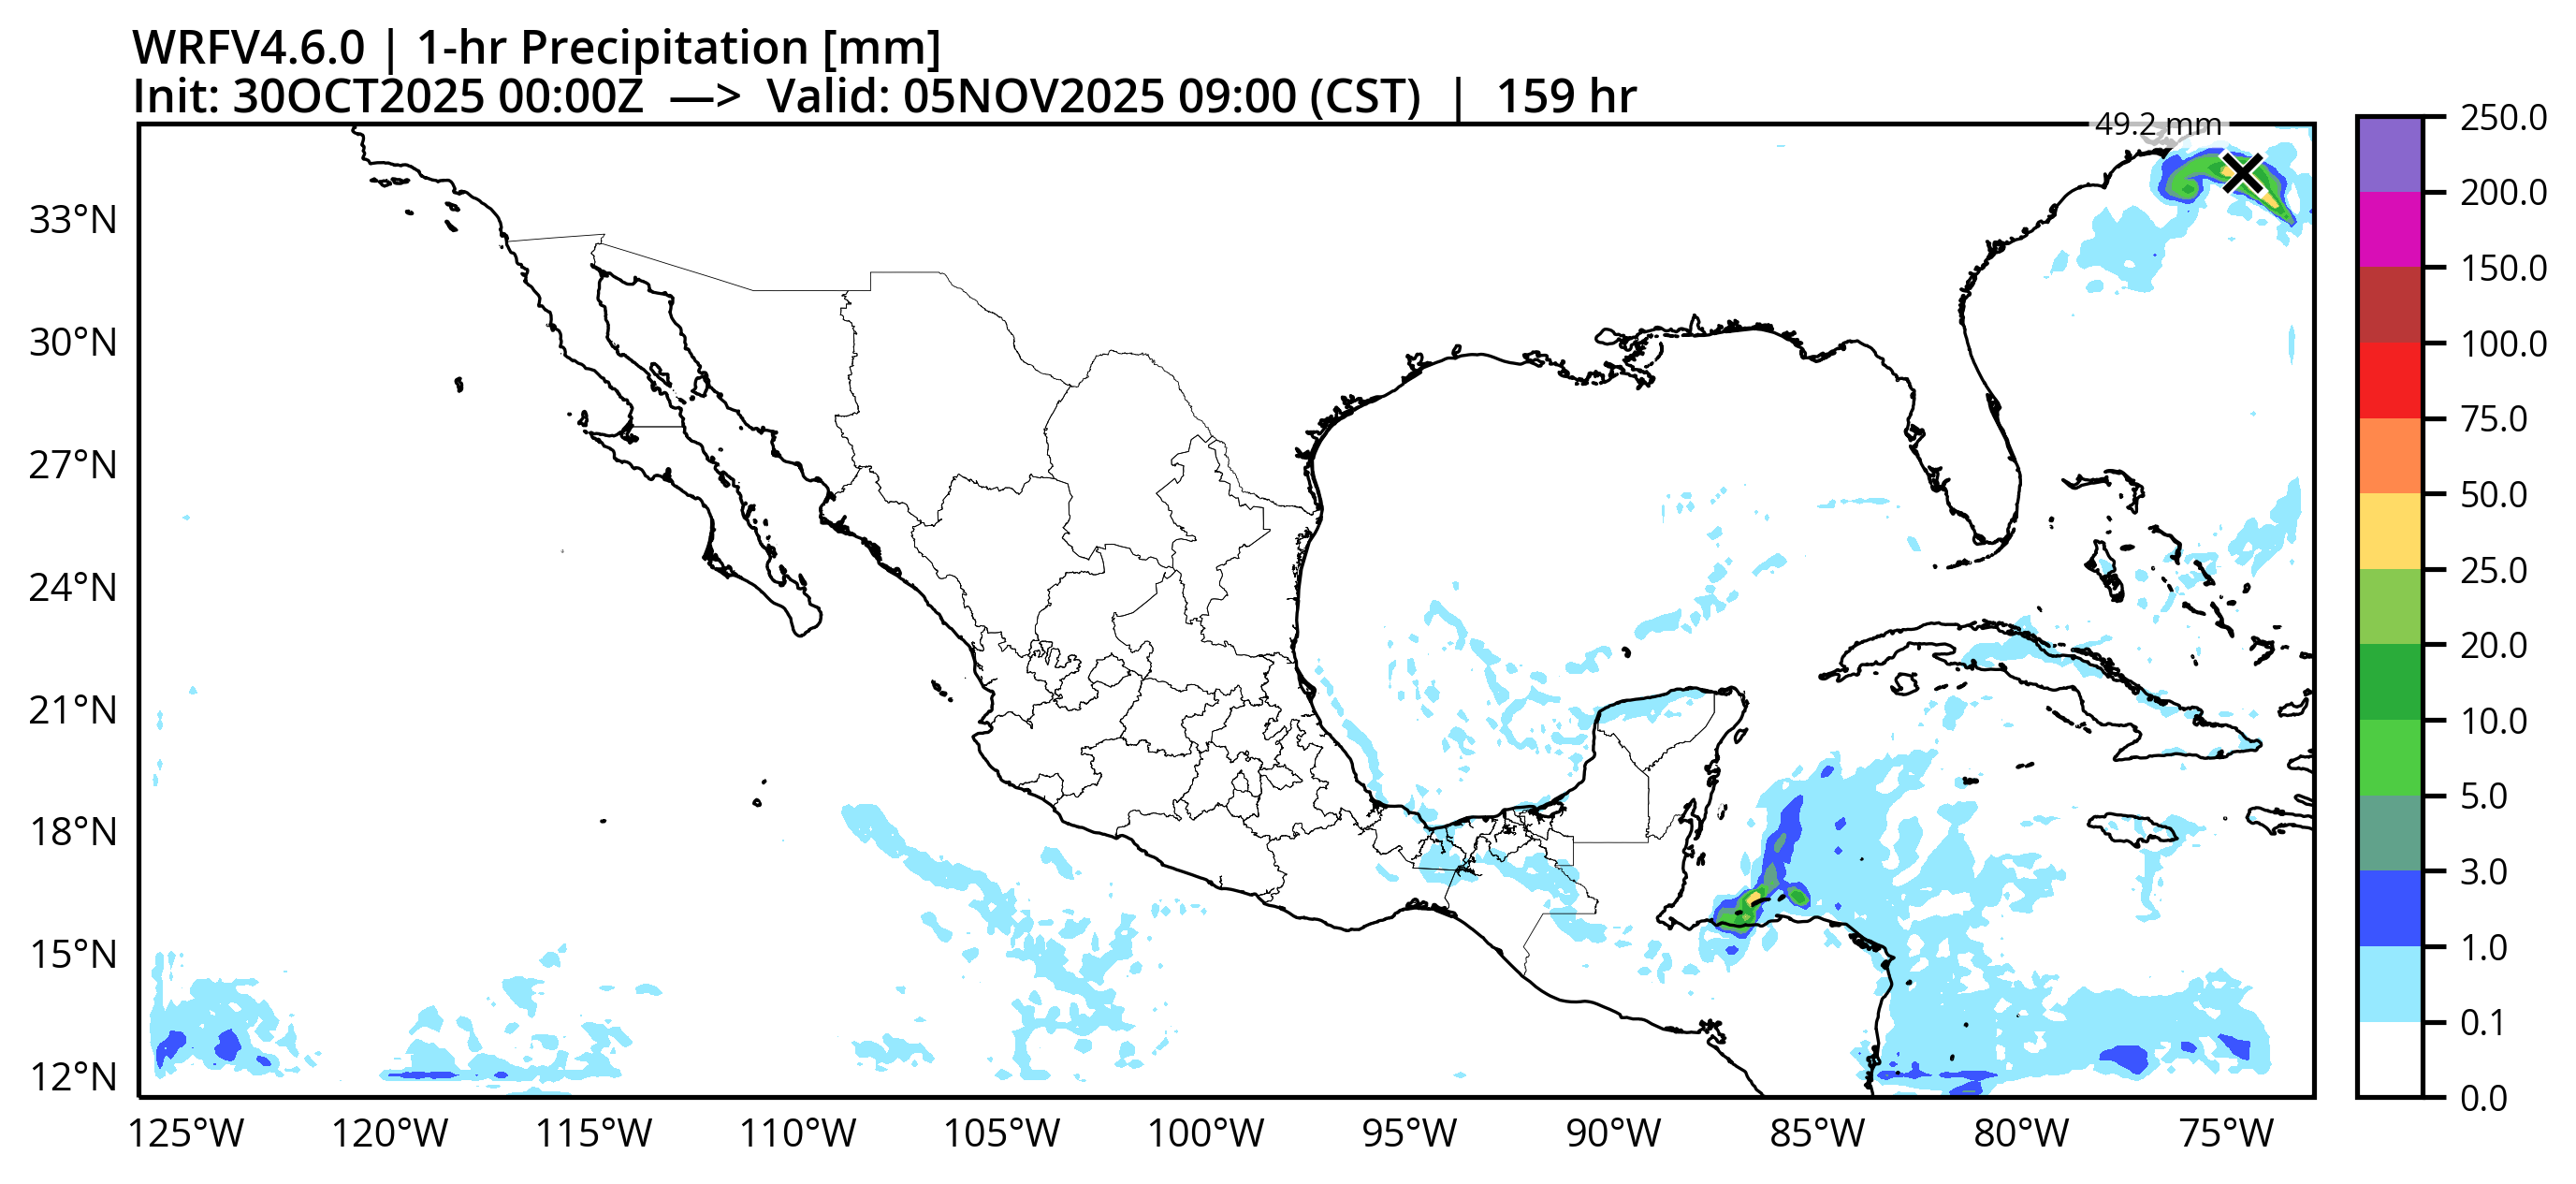 WRFV4.6.0 | 1-hr Precipitation [mm]
Init: 30OCT2025 00:00Z —> Valid: 05NOV2025 09:00 (CST) | 159 hr
49.2 mm
250.0
200.0
150.0
100.0
75.0
50.0
25.0
20.0
10.0
5.0
3.0
1.0
0.1
0.0
33°N
30°N
27°N
24°N
21°N
18°N
15°N
12°N
125°W 120°W 115°W 110°W 105°W 100°W 95°W 90°W 85°W 80°W 75°W